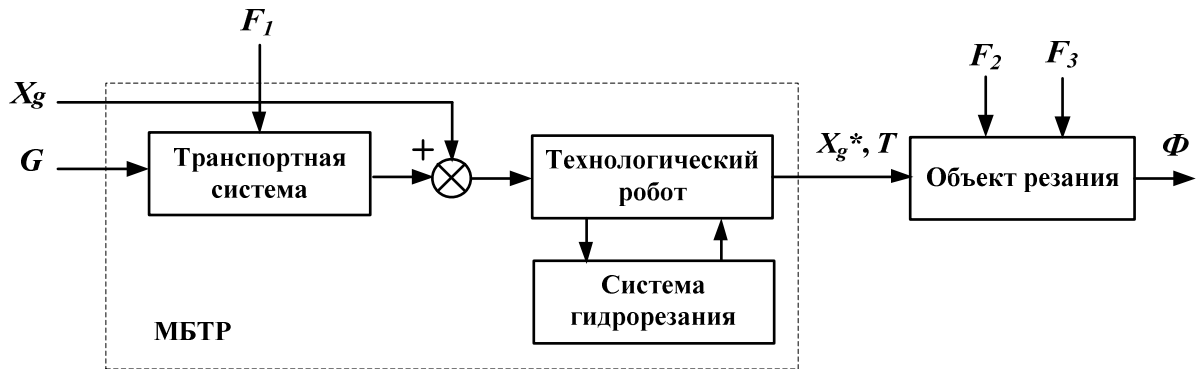 F1
F2
F3
Xg
G
Транспортная
система
+
Технологический
робот
Xg*, T
Объект резания
Ф
Система
гидрорезания
МБТР